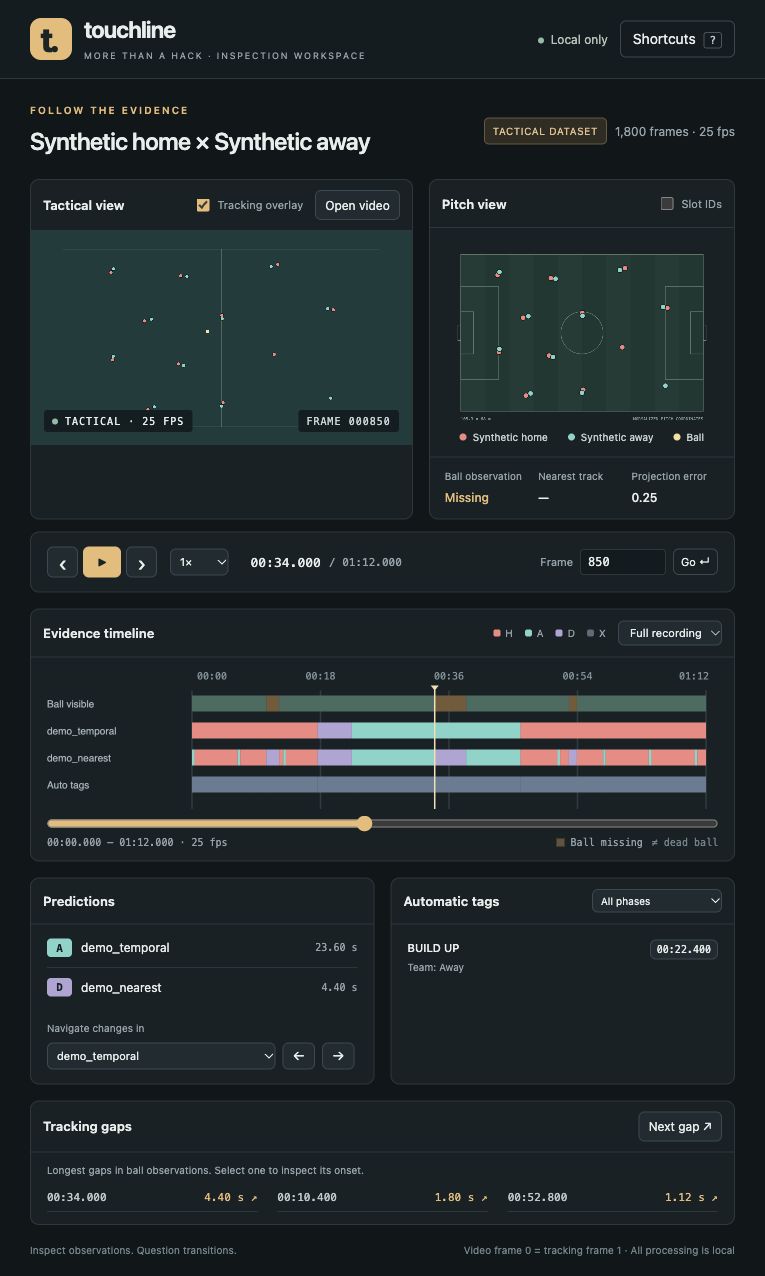 t.
touchline
MORE THAN A HACK · INSPECTION WORKSPACE
Local only
Shortcuts ?
FOLLOW THE EVIDENCE
Synthetic home × Synthetic away
TACTICAL DATASET 1,800 frames · 25 fps
Tactical view
Tracking overlay
Open video
TACTICAL · 25 FPS
FRAME 000850
Pitch view
Slot IDs
NORMALIZED PITCH COORDINATES
Synthetic home Synthetic away Ball
Ball observation Nearest track Projection error
Missing — 0.25
‹ ▶ › 1× 00:34.000 / 01:12.000 Frame 850 Go ↵
Evidence timeline H A D X Full recording
00:00 00:18 00:36 00:54 01:12
Ball visible
demo_temporal
demo_nearest
Auto tags
00:00.000 — 01:12.000 · 25 fps Ball missing ≠ dead ball
Predictions
A demo_temporal 23.60 s
D demo_nearest 4.40 s
Navigate changes in
demo_temporal ← →
Automatic tags All phases
BUILD UP 00:22.400
Team: Away
Tracking gaps Next gap ↗
Longest gaps in ball observations. Select one to inspect its onset.
00:34.000 4.40 s ↗ 00:10.400 1.80 s ↗ 00:52.800 1.12 s ↗
Inspect observations. Question transitions. Video frame 0 = tracking frame 1 · All processing is local